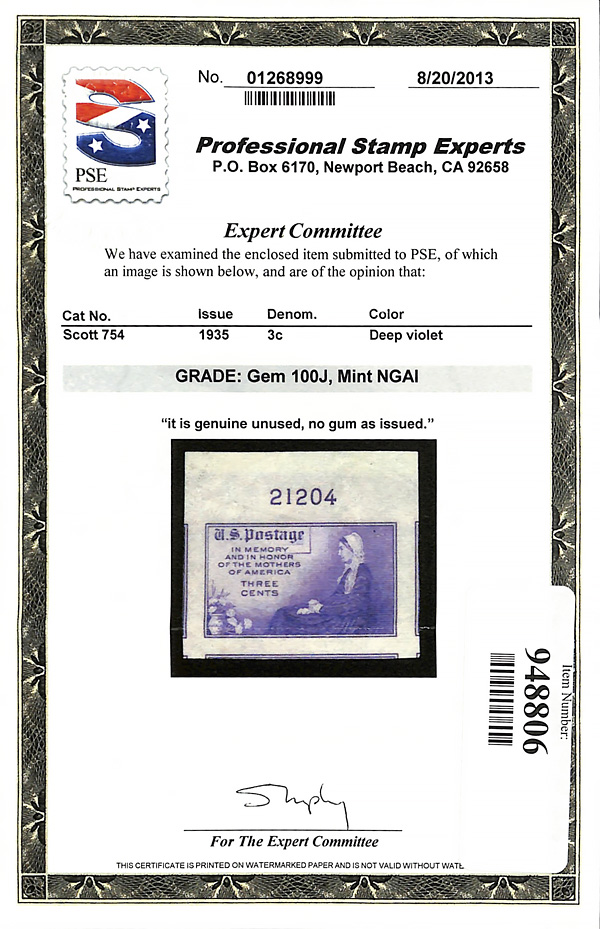 No. 01268999 8/20/2013
PSE
PROFESSIONAL STAMP EXPERTS
Professional Stamp Experts
P.O. Box 6170, Newport Beach, CA 92658
Expert Committee
We have examined the enclosed item submitted to PSE, of which
an image is shown below, and are of the opinion that:
Cat No. Issue Denom. Color
Scott 754 1935 3c Deep violet
GRADE: Gem 100J, Mint NGAI
“it is genuine unused, no gum as issued.”
21204
U.S. Postage
IN MEMORY
AND IN HONOR
OF THE MOTHERS
OF AMERICA
THREE
CENTS
Item Number:
948806
For The Expert Committee
THIS CERTIFICATE IS PRINTED ON WATERMARKED PAPER AND IS NOT VALID WITHOUT